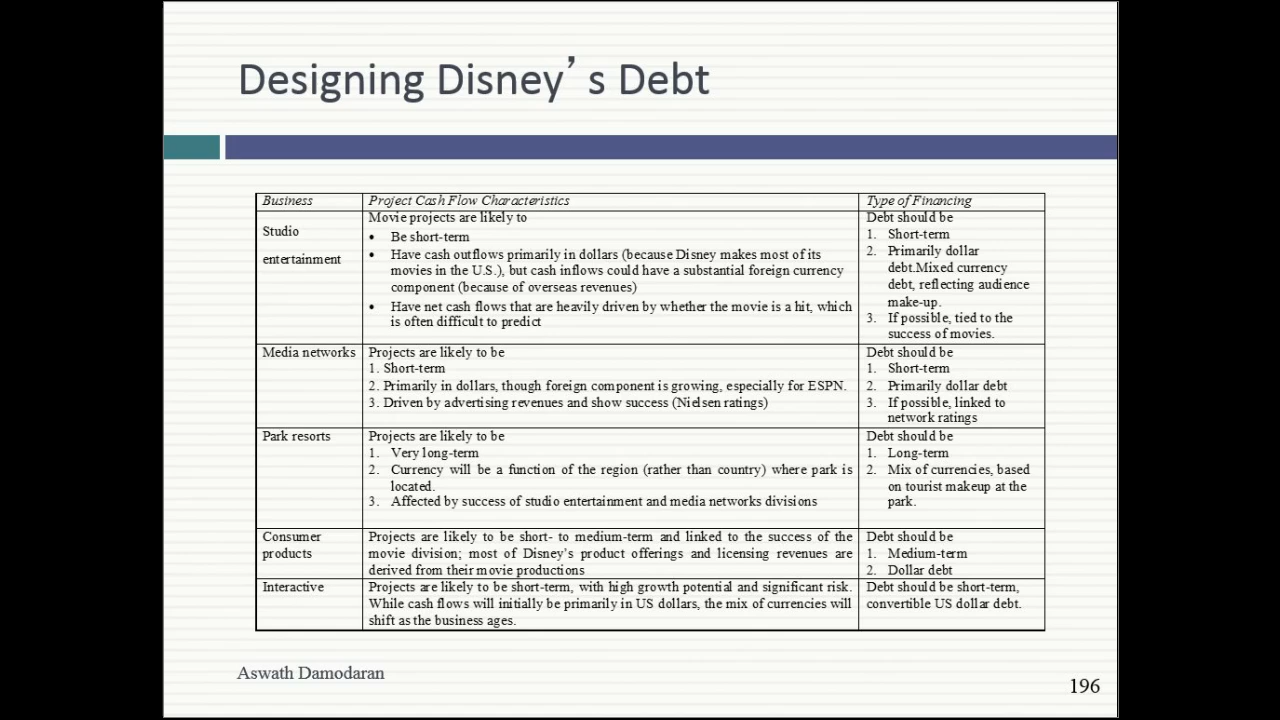 Designing Disney’s Debt
Business
Project Cash Flow Characteristics
Type of Financing
Studio
entertainment
Movie projects are likely to
• Be short-term
• Have cash outflows primarily in dollars (because Disney makes most of its
movies in the U.S.), but cash inflows could have a substantial foreign currency
component (because of overseas revenues)
• Have net cash flows that are heavily driven by whether the movie is a hit, which
is often difficult to predict
Debt should be
1. Short-term
2. Primarily dollar
debt.Mixed currency
debt, reflecting audience
make-up.
3. If possible, tied to the
success of movies.
Media networks
Projects are likely to be
1. Short-term
2. Primarily in dollars, though foreign component is growing, especially for ESPN.
3. Driven by advertising revenues and show success (Nielsen ratings)
Debt should be
1. Short-term
2. Primarily dollar debt
3. If possible, linked to
network ratings
Park resorts
Projects are likely to be
1. Very long-term
2. Currency will be a function of the region (rather than country) where park is
located.
3. Affected by success of studio entertainment and media networks divisions
Debt should be
1. Long-term
2. Mix of currencies, based
on tourist makeup at the
park.
Consumer
products
Projects are likely to be short- to medium-term and linked to the success of the
movie division; most of Disney’s product offerings and licensing revenues are
derived from their movie productions
Debt should be
1. Medium-term
2. Dollar debt
Interactive
Projects are likely to be short-term, with high growth potential and significant risk.
While cash flows will initially be primarily in US dollars, the mix of currencies will
shift as the business ages.
Debt should be short-term,
convertible US dollar debt.
Aswath Damodaran
196